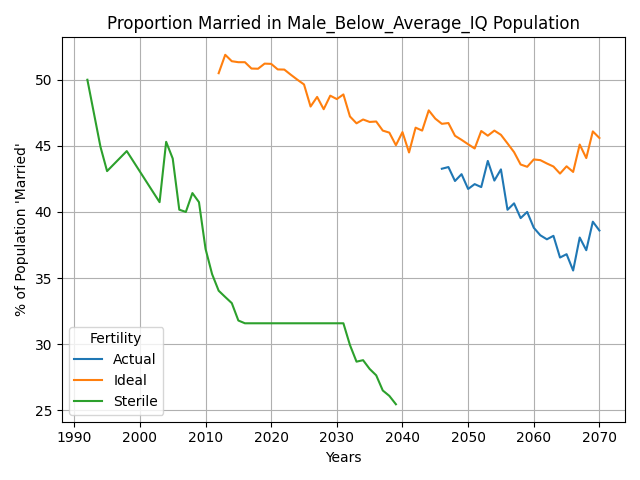 Proportion Married in Male_Below_Average_IQ Population
% of Population 'Married'
50
45
40
35
30
25
Fertility
Actual
Ideal
Sterile
1990 2000 2010 2020 2030 2040 2050 2060 2070
Years